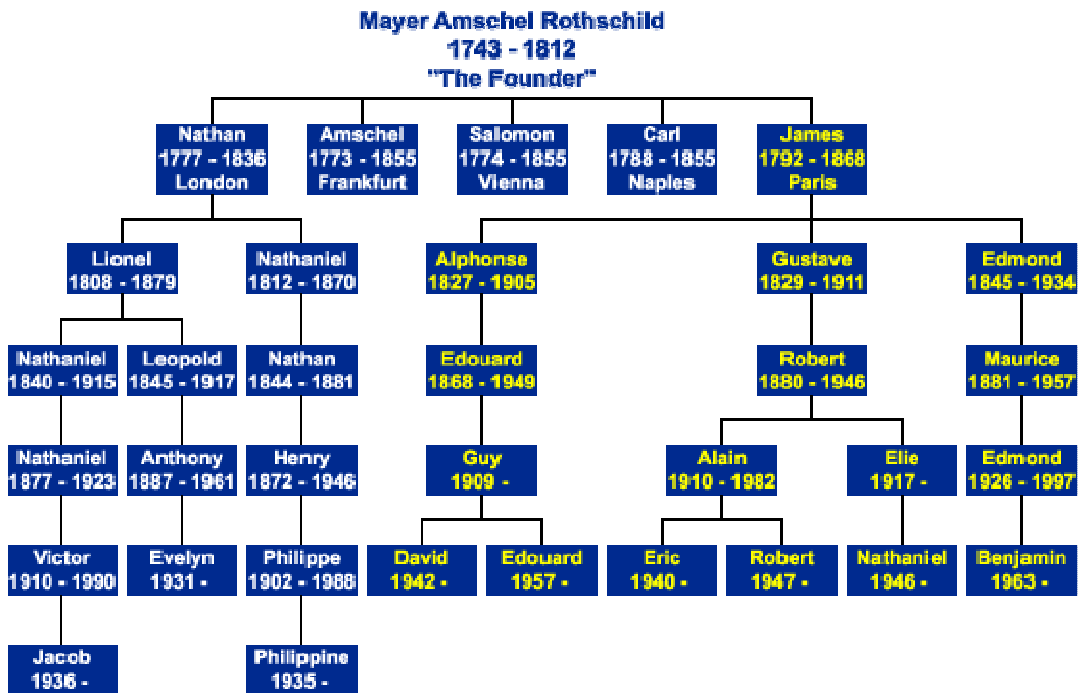 Mayer Amschel Rothschild
1743 - 1812
"The Founder"
Nathan
1777 - 1836
London
Amschel
1773 - 1855
Frankfurt
Salomon
1774 - 1855
Vienna
Carl
1788 - 1855
Naples
James
1792 - 1868
Paris
Lionel
1808 - 1879
Nathaniel
1812 - 1870
Alphonse
1827 - 1905
Gustave
1829 - 1911
Edmond
1845 - 1934
Nathaniel
1840 - 1915
Leopold
1845 - 1917
Nathan
1844 - 1881
Edouard
1868 - 1949
Robert
1880 - 1946
Maurice
1881 - 1957
Nathaniel
1877 - 1923
Anthony
1887 - 1961
Henry
1872 - 1946
Guy
1909 -
Alain
1910 - 1982
Elie
1917 -
Edmond
1926 - 1997
Victor
1910 - 1990
Evelyn
1931 -
Philippe
1902 - 1988
David
1942 -
Edouard
1957 -
Eric
1940 -
Robert
1947 -
Nathaniel
1946 -
Benjamin
1963 -
Jacob
1936 -
Philippine
1935 -